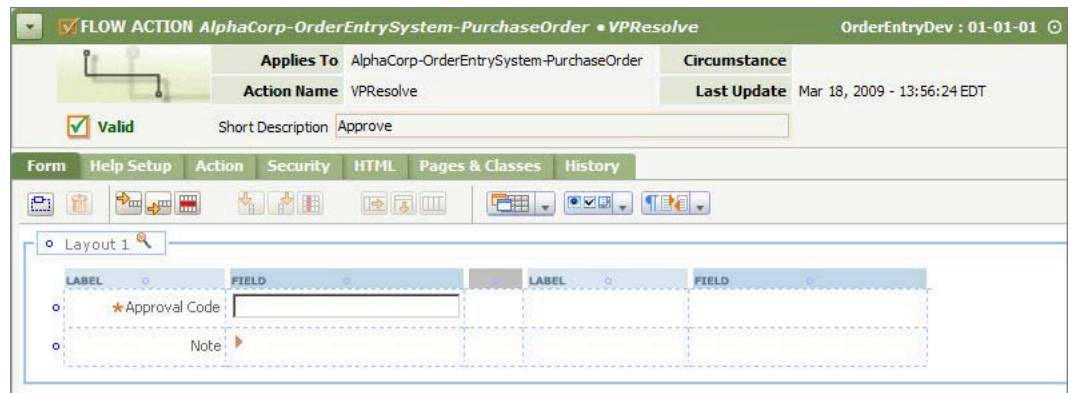 FLOW ACTION AlphaCorp-OrderEntrySystem-PurchaseOrder • VPResolve OrderEntryDev : 01-01-01
Applies To AlphaCorp-OrderEntrySystem-PurchaseOrder Circumstance
Action Name VPResolve Last Update Mar 18, 2009 - 13:56:24 EDT
Valid Short Description Approve
Form Help Setup Action Security HTML Pages & Classes History
Layout 1
LABEL FIELD LABEL FIELD
*Approval Code
Note